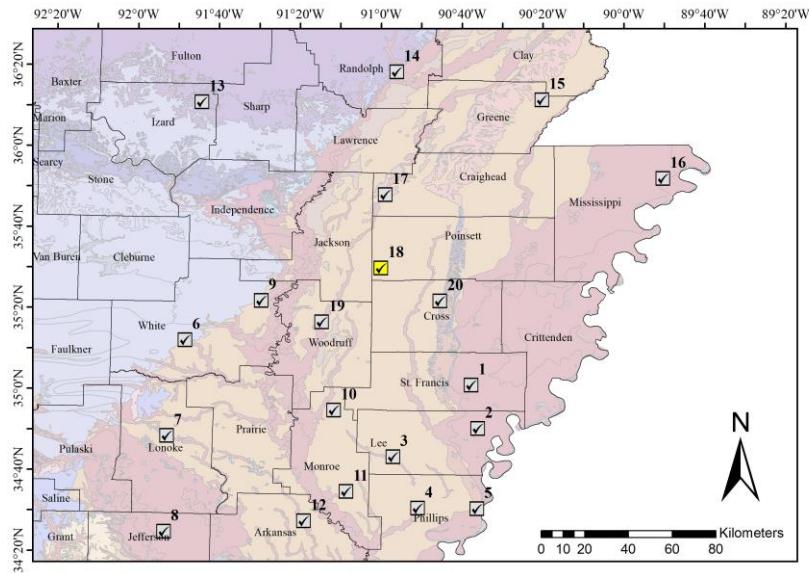 92°20'W 92°0'W 91°40'W 91°20'W 91°0'W 90°40'W 90°20'W 90°0'W 89°40'W 89°20'W
36°20'N
36°0'N
35°40'N
35°20'N
35°0'N
34°40'N
34°20'N
Fulton
Randolph
14
Clay
Baxter
13
Sharp
15
Marion
Izard
Greene
Lawrence
Searcy
Stone
17
Craighead
16
Mississippi
Independence
Jackson
Poinsett
Van Buren
Cleburne
18
9
20
White
6
19
Cross
Woodruff
Crittenden
Faulkner
St. Francis
1
10
2
7
Lonoke
Prairie
Lee
3
Pulaski
Monroe
11
4
5
Saline
8
12
Phillips
Grant
Jefferson
Arkansas
N
Kilometers
0 10 20 40 60 80